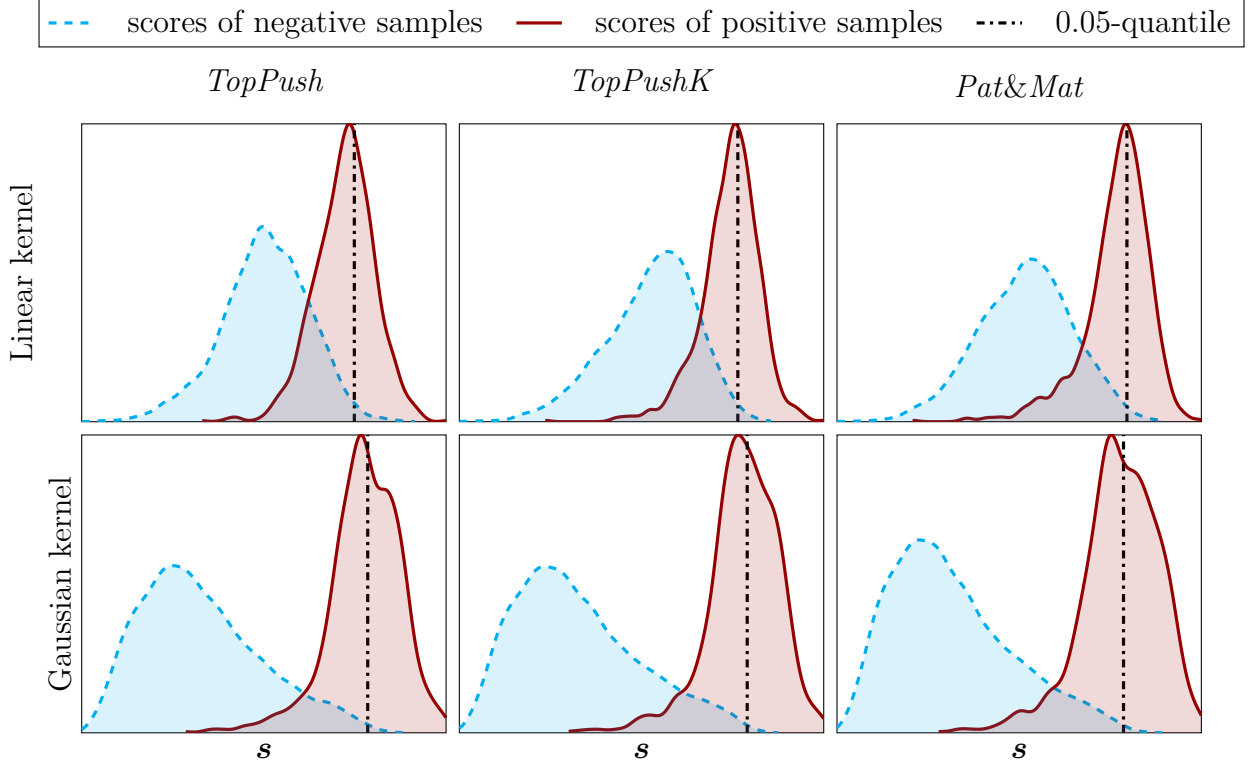 scores of negative samples scores of positive samples 0.05-quantile
TopPush TopPushK Pat&Mat
Linear kernel
Gaussian kernel
s s s